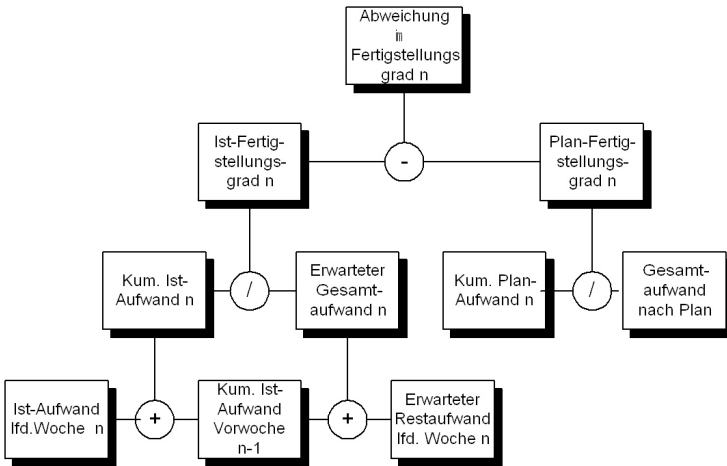 Abweichung
im
Fertigstellungs
grad n
Ist-Fertig-
stellungs-
grad n
-
Plan-Fertig-
stellungs-
grad n
Kum. Ist-
Aufwand n
/
Erwarteter
Gesamt-
aufwand n
Kum. Plan-
Aufwand n
/
Gesamt-
aufwand
nach Plan
Ist-Aufwand
lfd.Woche n
+
Kum. Ist-
Aufwand
Vorwoche
n-1
+
Erwarteter
Restaufwand
lfd. Woche n